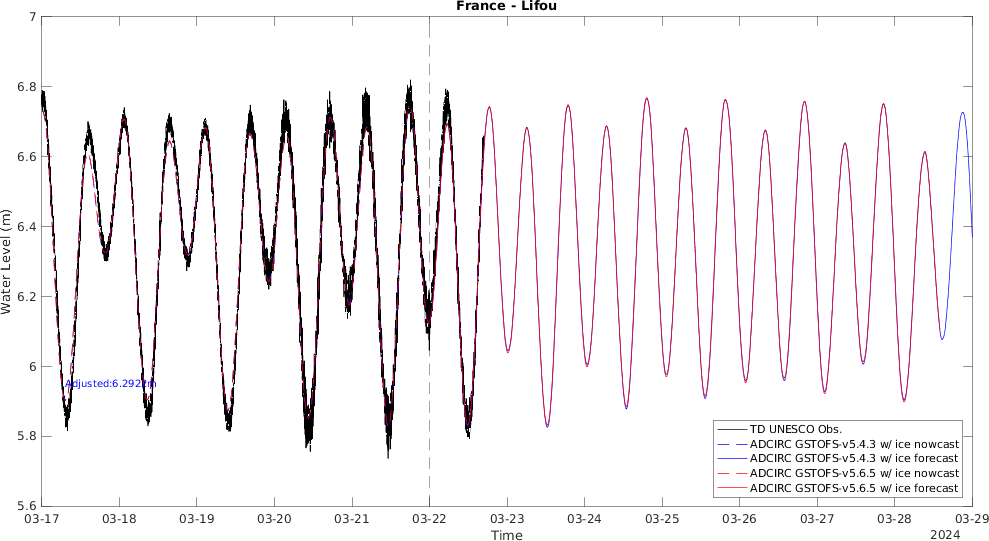 France - Lifou
7
6.8
6.6
6.4
6.2
6
5.8
5.6
Water Level (m)
Adjusted:6.2922m
TD UNESCO Obs.
ADCIRC GSTOFS-v5.4.3 w/ ice nowcast
ADCIRC GSTOFS-v5.4.3 w/ ice forecast
ADCIRC GSTOFS-v5.6.5 w/ ice nowcast
ADCIRC GSTOFS-v5.6.5 w/ ice forecast
03-17 03-18 03-19 03-20 03-21 03-22 03-23 03-24 03-25 03-26 03-27 03-28 03-29
Time
2024